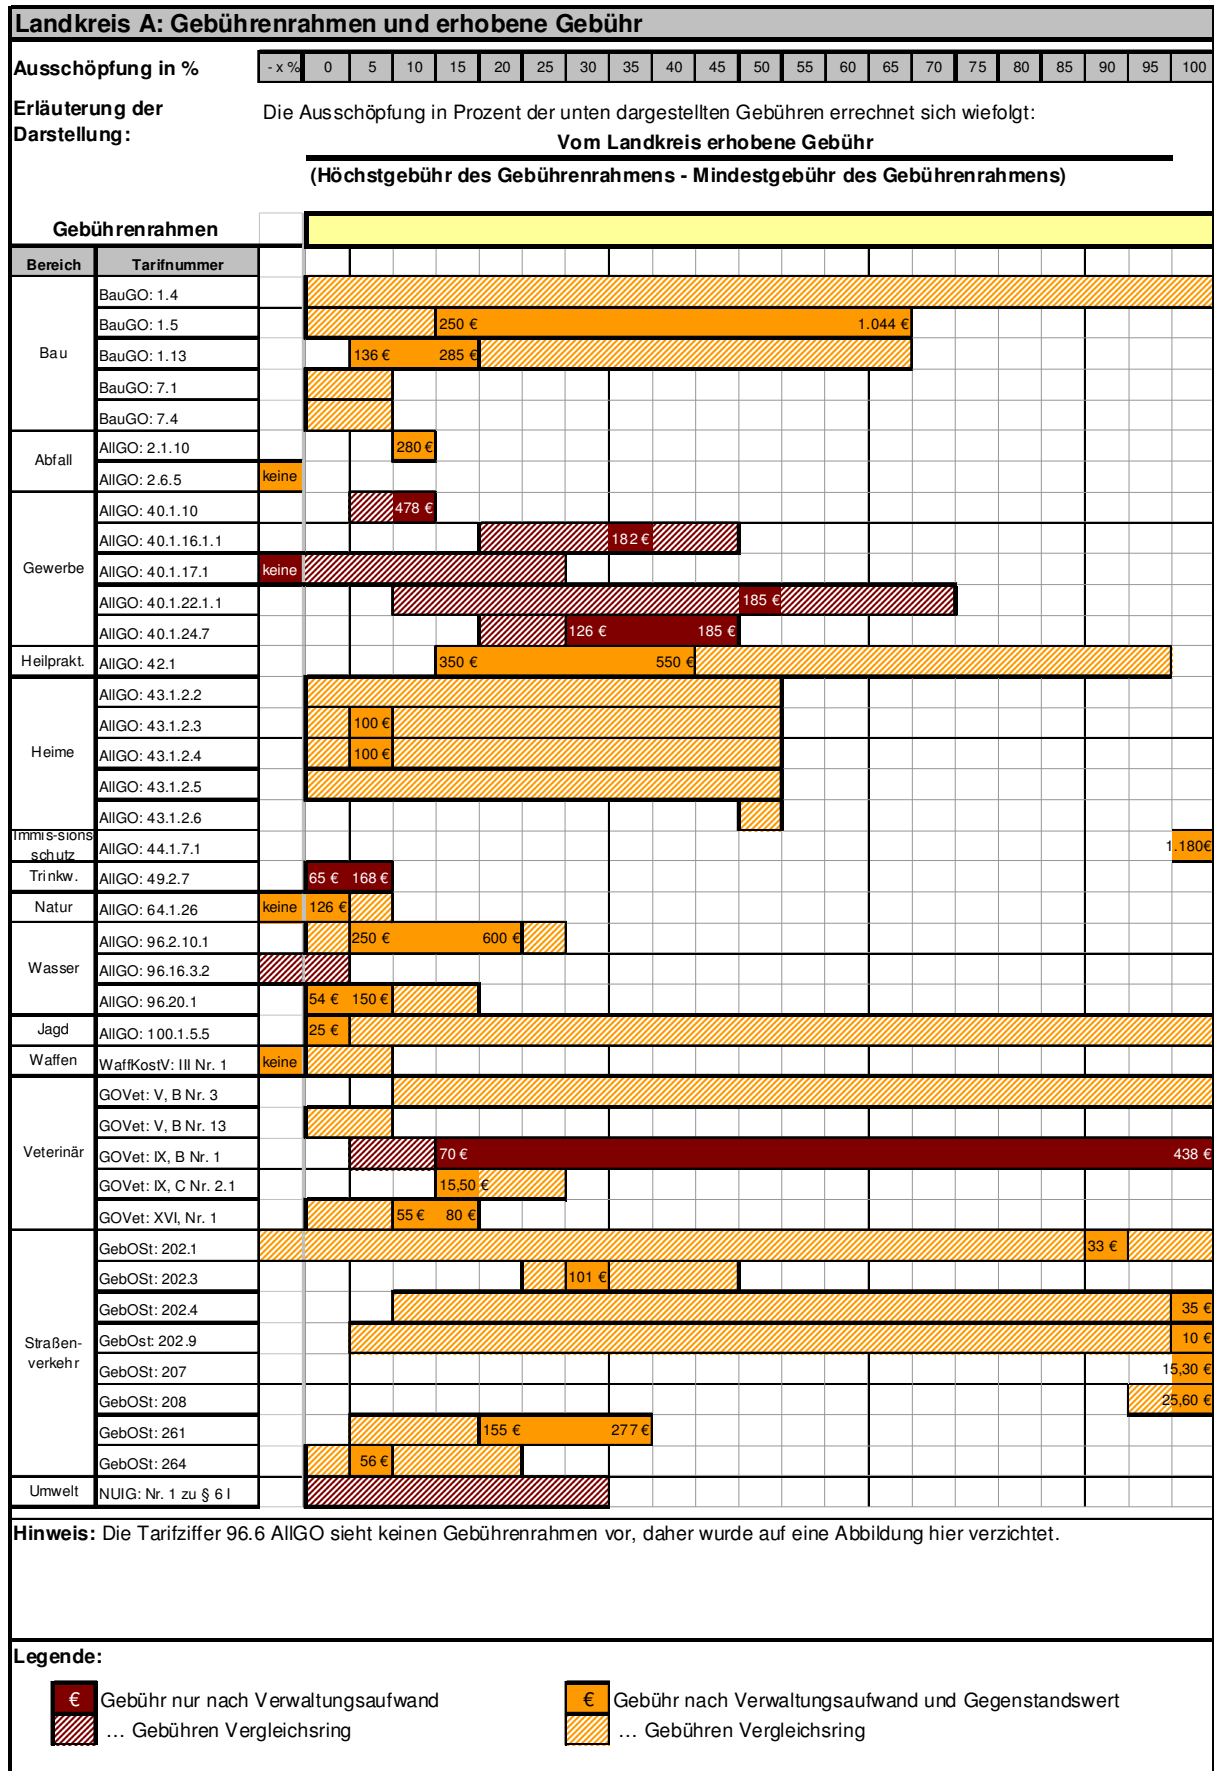 Landkreis A: Gebührenrahmen und erhobene Gebühr
Ausschöpfung in % - x % 0 5 10 15 20 25 30 35 40 45 50 55 60 65 70 75 80 85 90 95 100
Erläuterung der Darstellung:
Die Ausschöpfung in Prozent der unten dargestellten Gebühren errechnet sich wiefolgt:
Vom Landkreis erhobene Gebühr
(Höchstgebühr des Gebührenrahmens - Mindestgebühr des Gebührenrahmens)
Gebührenrahmen
Bereich Tarifnummer
Bau
BauGO: 1.4
BauGO: 1.5 250 € 1.044 €
BauGO: 1.13 136 € 285 €
BauGO: 7.1
BauGO: 7.4
Abfall
AllGO: 2.1.10 280 €
AllGO: 2.6.5 keine
Gewerbe
AllGO: 40.1.10 478 €
AllGO: 40.1.16.1.1 182 €
AllGO: 40.1.17.1 keine
AllGO: 40.1.22.1.1 185 €
AllGO: 40.1.24.7 126 € 185 €
Heilprakt. AllGO: 42.1 350 € 550 €
Heime
AllGO: 43.1.2.2
AllGO: 43.1.2.3 100 €
AllGO: 43.1.2.4 100 €
AllGO: 43.1.2.5
AllGO: 43.1.2.6
Immis-sions
schutz
AllGO: 44.1.7.1 1.180€
Trinkw. AllGO: 49.2.7 65 € 168 €
Natur AllGO: 64.1.26 keine 126 €
Wasser
AllGO: 96.2.10.1 250 € 600 €
AllGO: 96.16.3.2
AllGO: 96.20.1 54 € 150 €
Jagd AllGO: 100.1.5.5 25 €
Waffen WaffKostV: III Nr. 1 keine
Veterinär
GOVet: V, B Nr. 3
GOVet: V, B Nr. 13
GOVet: IX, B Nr. 1 70 € 438 €
GOVet: IX, C Nr. 2.1 15,50 €
GOVet: XVI, Nr. 1 55 € 80 €
Straßen-
verkehr
GebOSt: 202.1 33 €
GebOSt: 202.3 101 €
GebOSt: 202.4 35 €
GebOst: 202.9 10 €
GebOSt: 207 15,30 €
GebOSt: 208 25,60 €
GebOSt: 261 155 € 277 €
GebOSt: 264 56 €
Umwelt NUIG: Nr. 1 zu § 6 I
Hinweis: Die Tarifziffer 96.6 AllGO sieht keinen Gebührenrahmen vor, daher wurde auf eine Abbildung hier verzichtet.
Legende:
€ Gebühr nur nach Verwaltungsaufwand
… Gebühren Vergleichsring
€ Gebühr nach Verwaltungsaufwand und Gegenstandswert
… Gebühren Vergleichsring